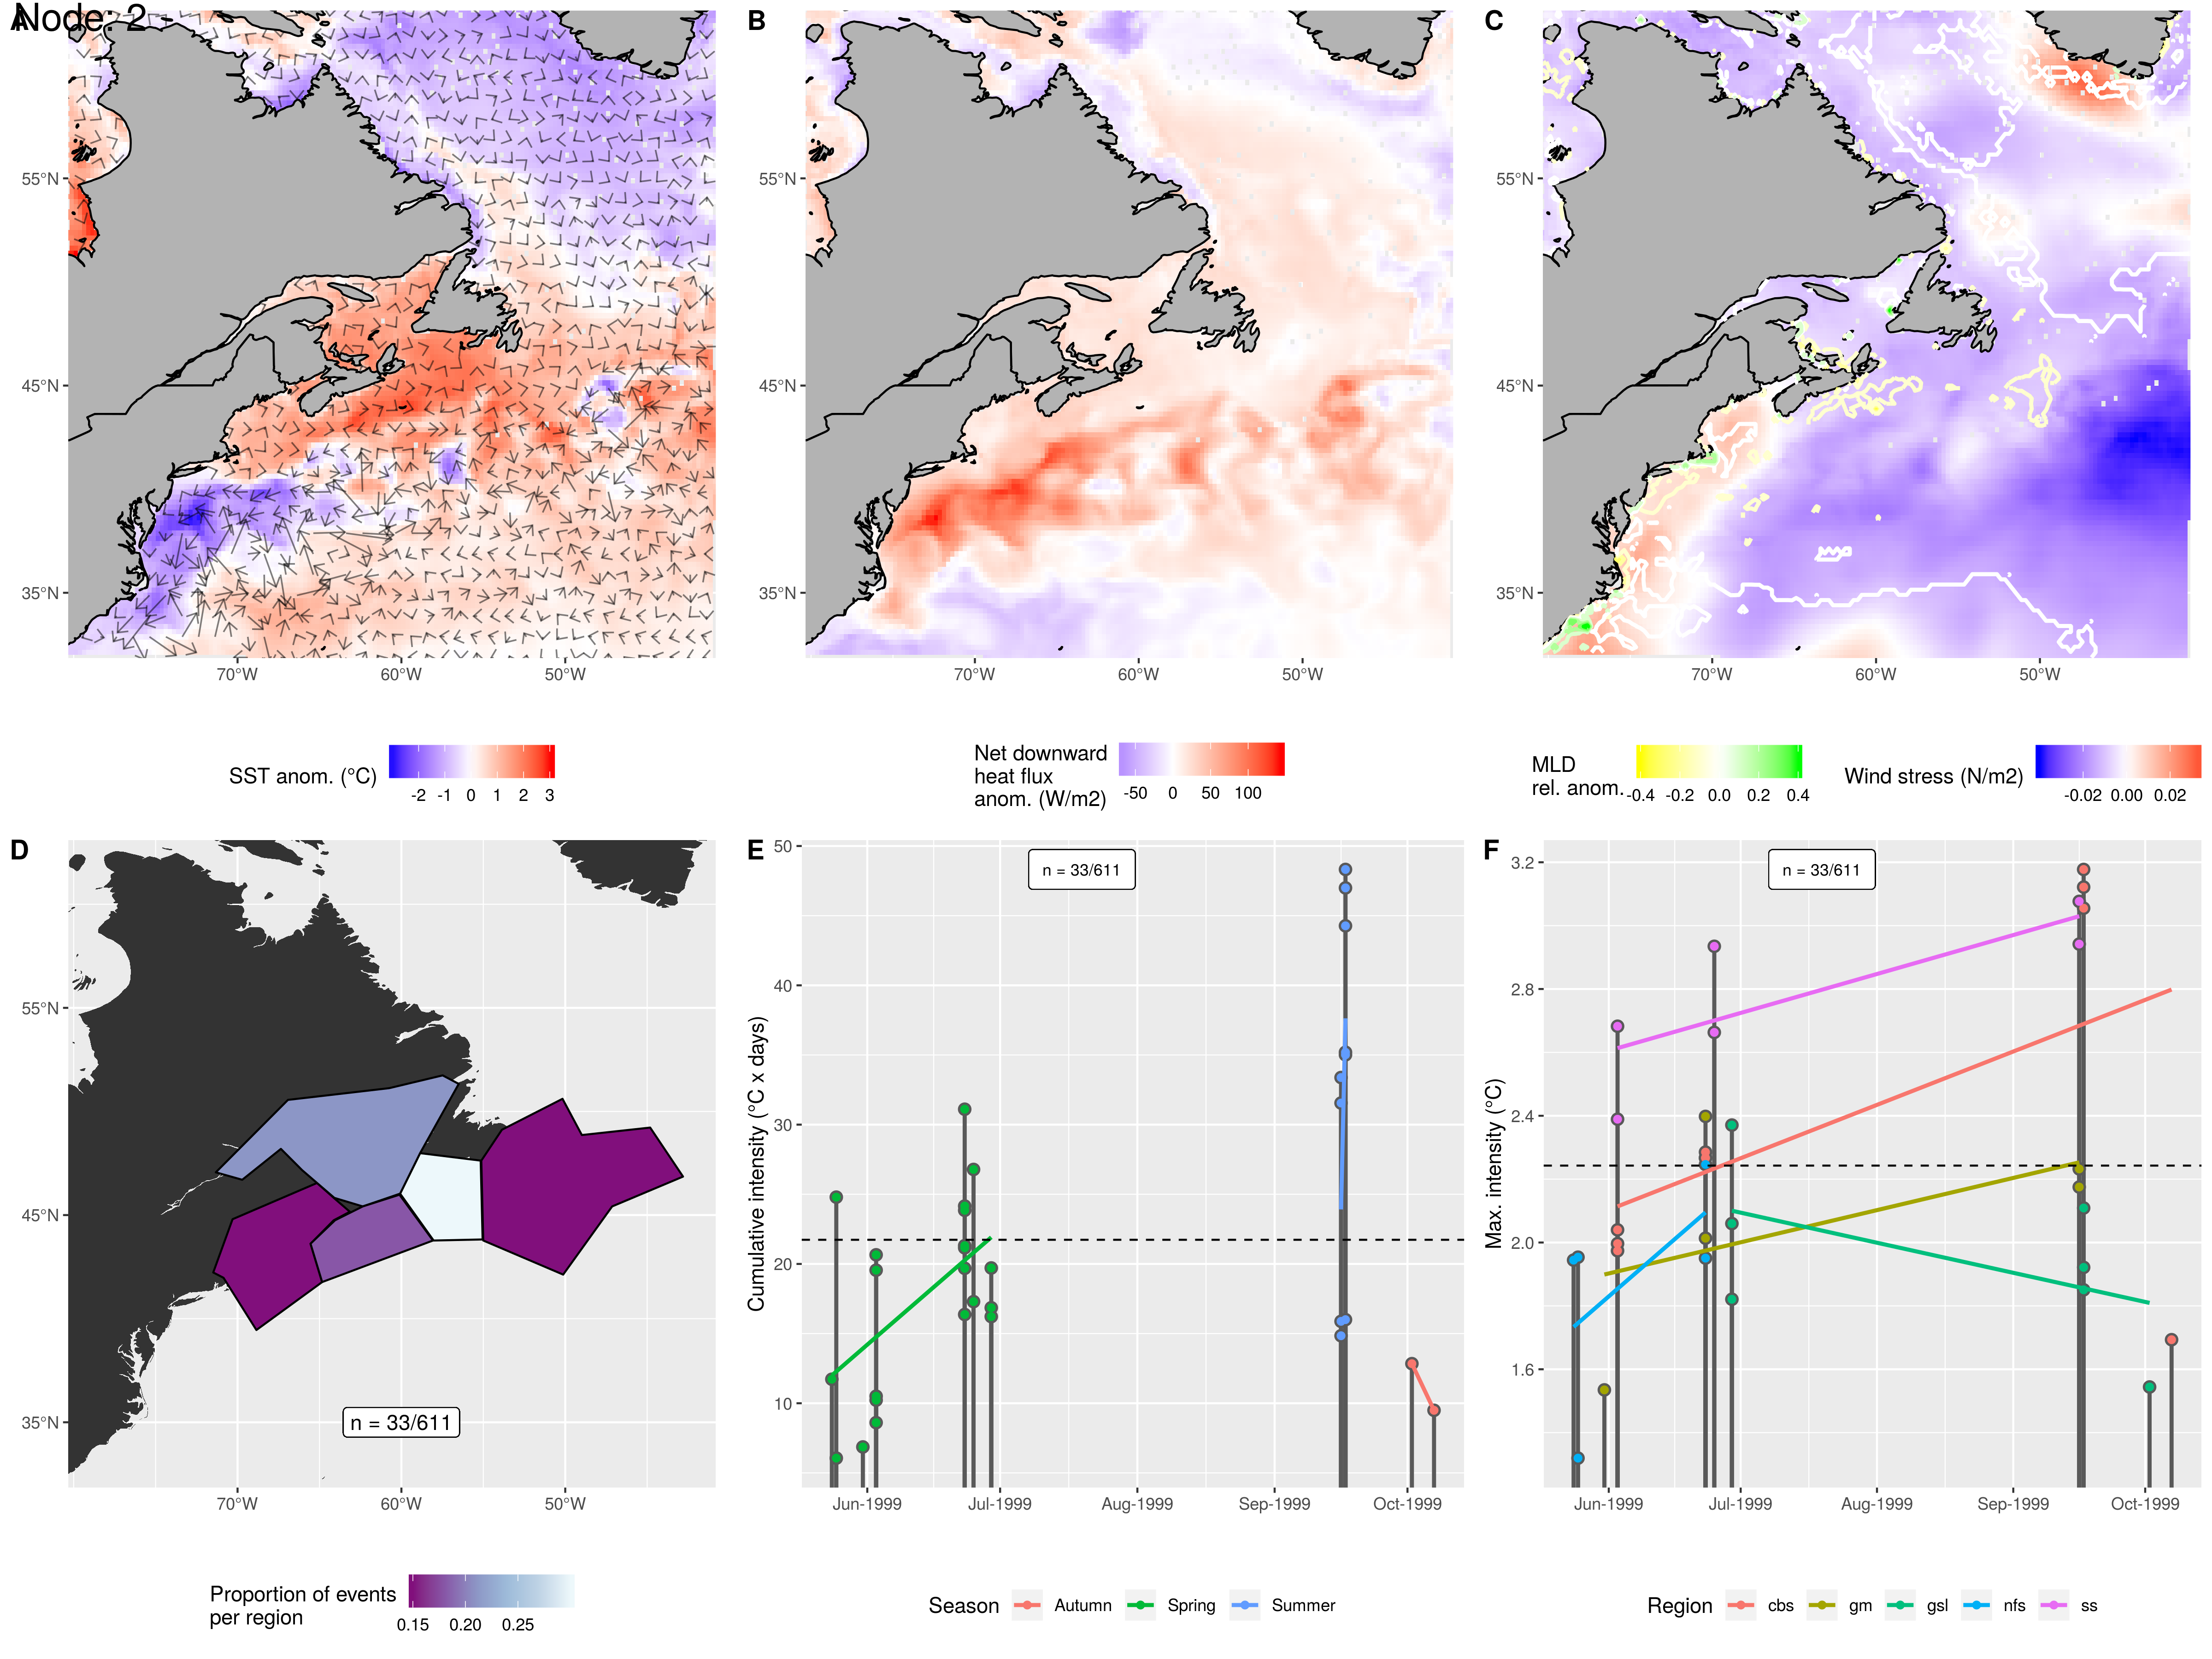 A
Node: 2
B
C
55°N
45°N
35°N
70°W
60°W
50°W
55°N
45°N
35°N
70°W
60°W
50°W
55°N
45°N
35°N
70°W
60°W
50°W
SST anom. (°C)
-2 -1 0 1 2 3
Net downward
heat flux
anom. (W/m2)
-50 0 50 100
MLD
rel. anom.
-0.4 -0.2 0.0 0.2 0.4
Wind stress (N/m2)
-0.02 0.00 0.02
D
55°N
45°N
35°N
n = 33/611
70°W
60°W
50°W
Proportion of events
per region
0.15 0.20 0.25
E
n = 33/611
Cumulative intensity (°C x days)
50
40
30
20
10
Jun-1999
Jul-1999
Aug-1999
Sep-1999
Oct-1999
Season Autumn Spring Summer
F
n = 33/611
Max. intensity (°C)
3.2
2.8
2.4
2.0
1.6
Jun-1999
Jul-1999
Aug-1999
Sep-1999
Oct-1999
Region cbs gm gsl nfs ss